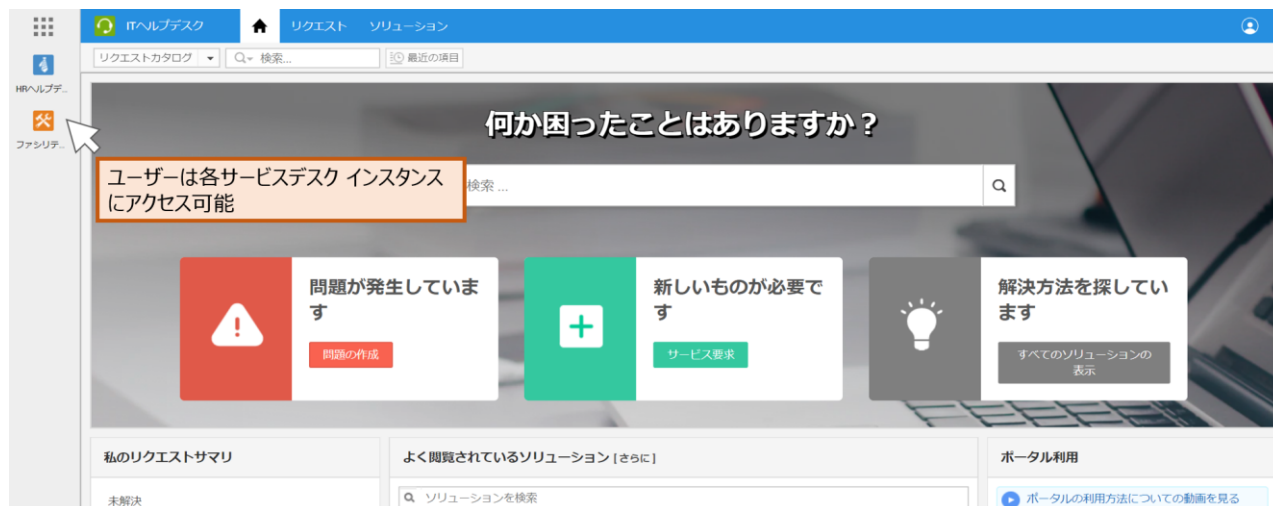 ITヘルプデスク
リクエスト
ソリューション
リクエストカタログ
検索...
最近の項目
HRヘルプデ...
ファシリテ...
何か困ったことはありますか？
検索 ...
ユーザーは各サービスデスク インスタンス
にアクセス可能
問題が発生していま
す
問題の作成
新しいものが必要で
す
サービス要求
解決方法を探してい
ます
すべてのソリューションの
表示
私のリクエストサマリ
未解決
よく閲覧されているソリューション [さらに]
ソリューションを検索
ポータル利用
ポータルの利用方法についての動画を見る